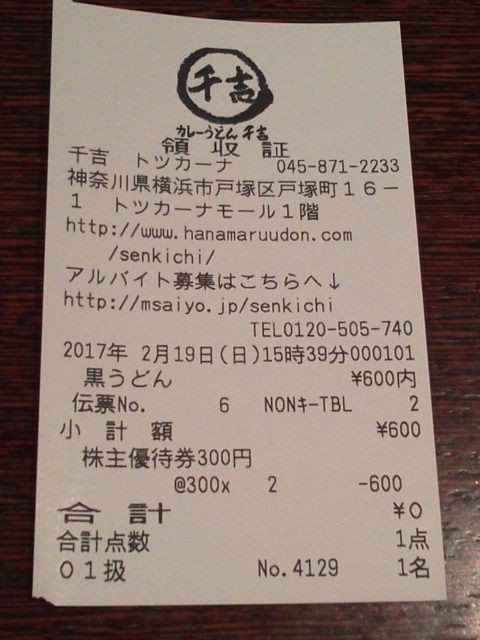 千吉
カレーうどん 千吉
領収証
千吉 トツカーナ 045-871-2233
神奈川県横浜市戸塚区戸塚町16-
1 トツカーナモール1階
http://www.hanamaruudon.com
/senkichi/
アルバイト募集はこちらへ↓
http://msaiyo.jp/senkichi
TEL0120-505-740
2017年 2月19日(日)15時39分000101
黒うどん ¥600内
伝票No. 6 NONキーTBL 2
小計額 ¥600
株主優待券300円
@300x 2 -600
合計 ¥0
合計点数 1点
01扱 No.4129 1名